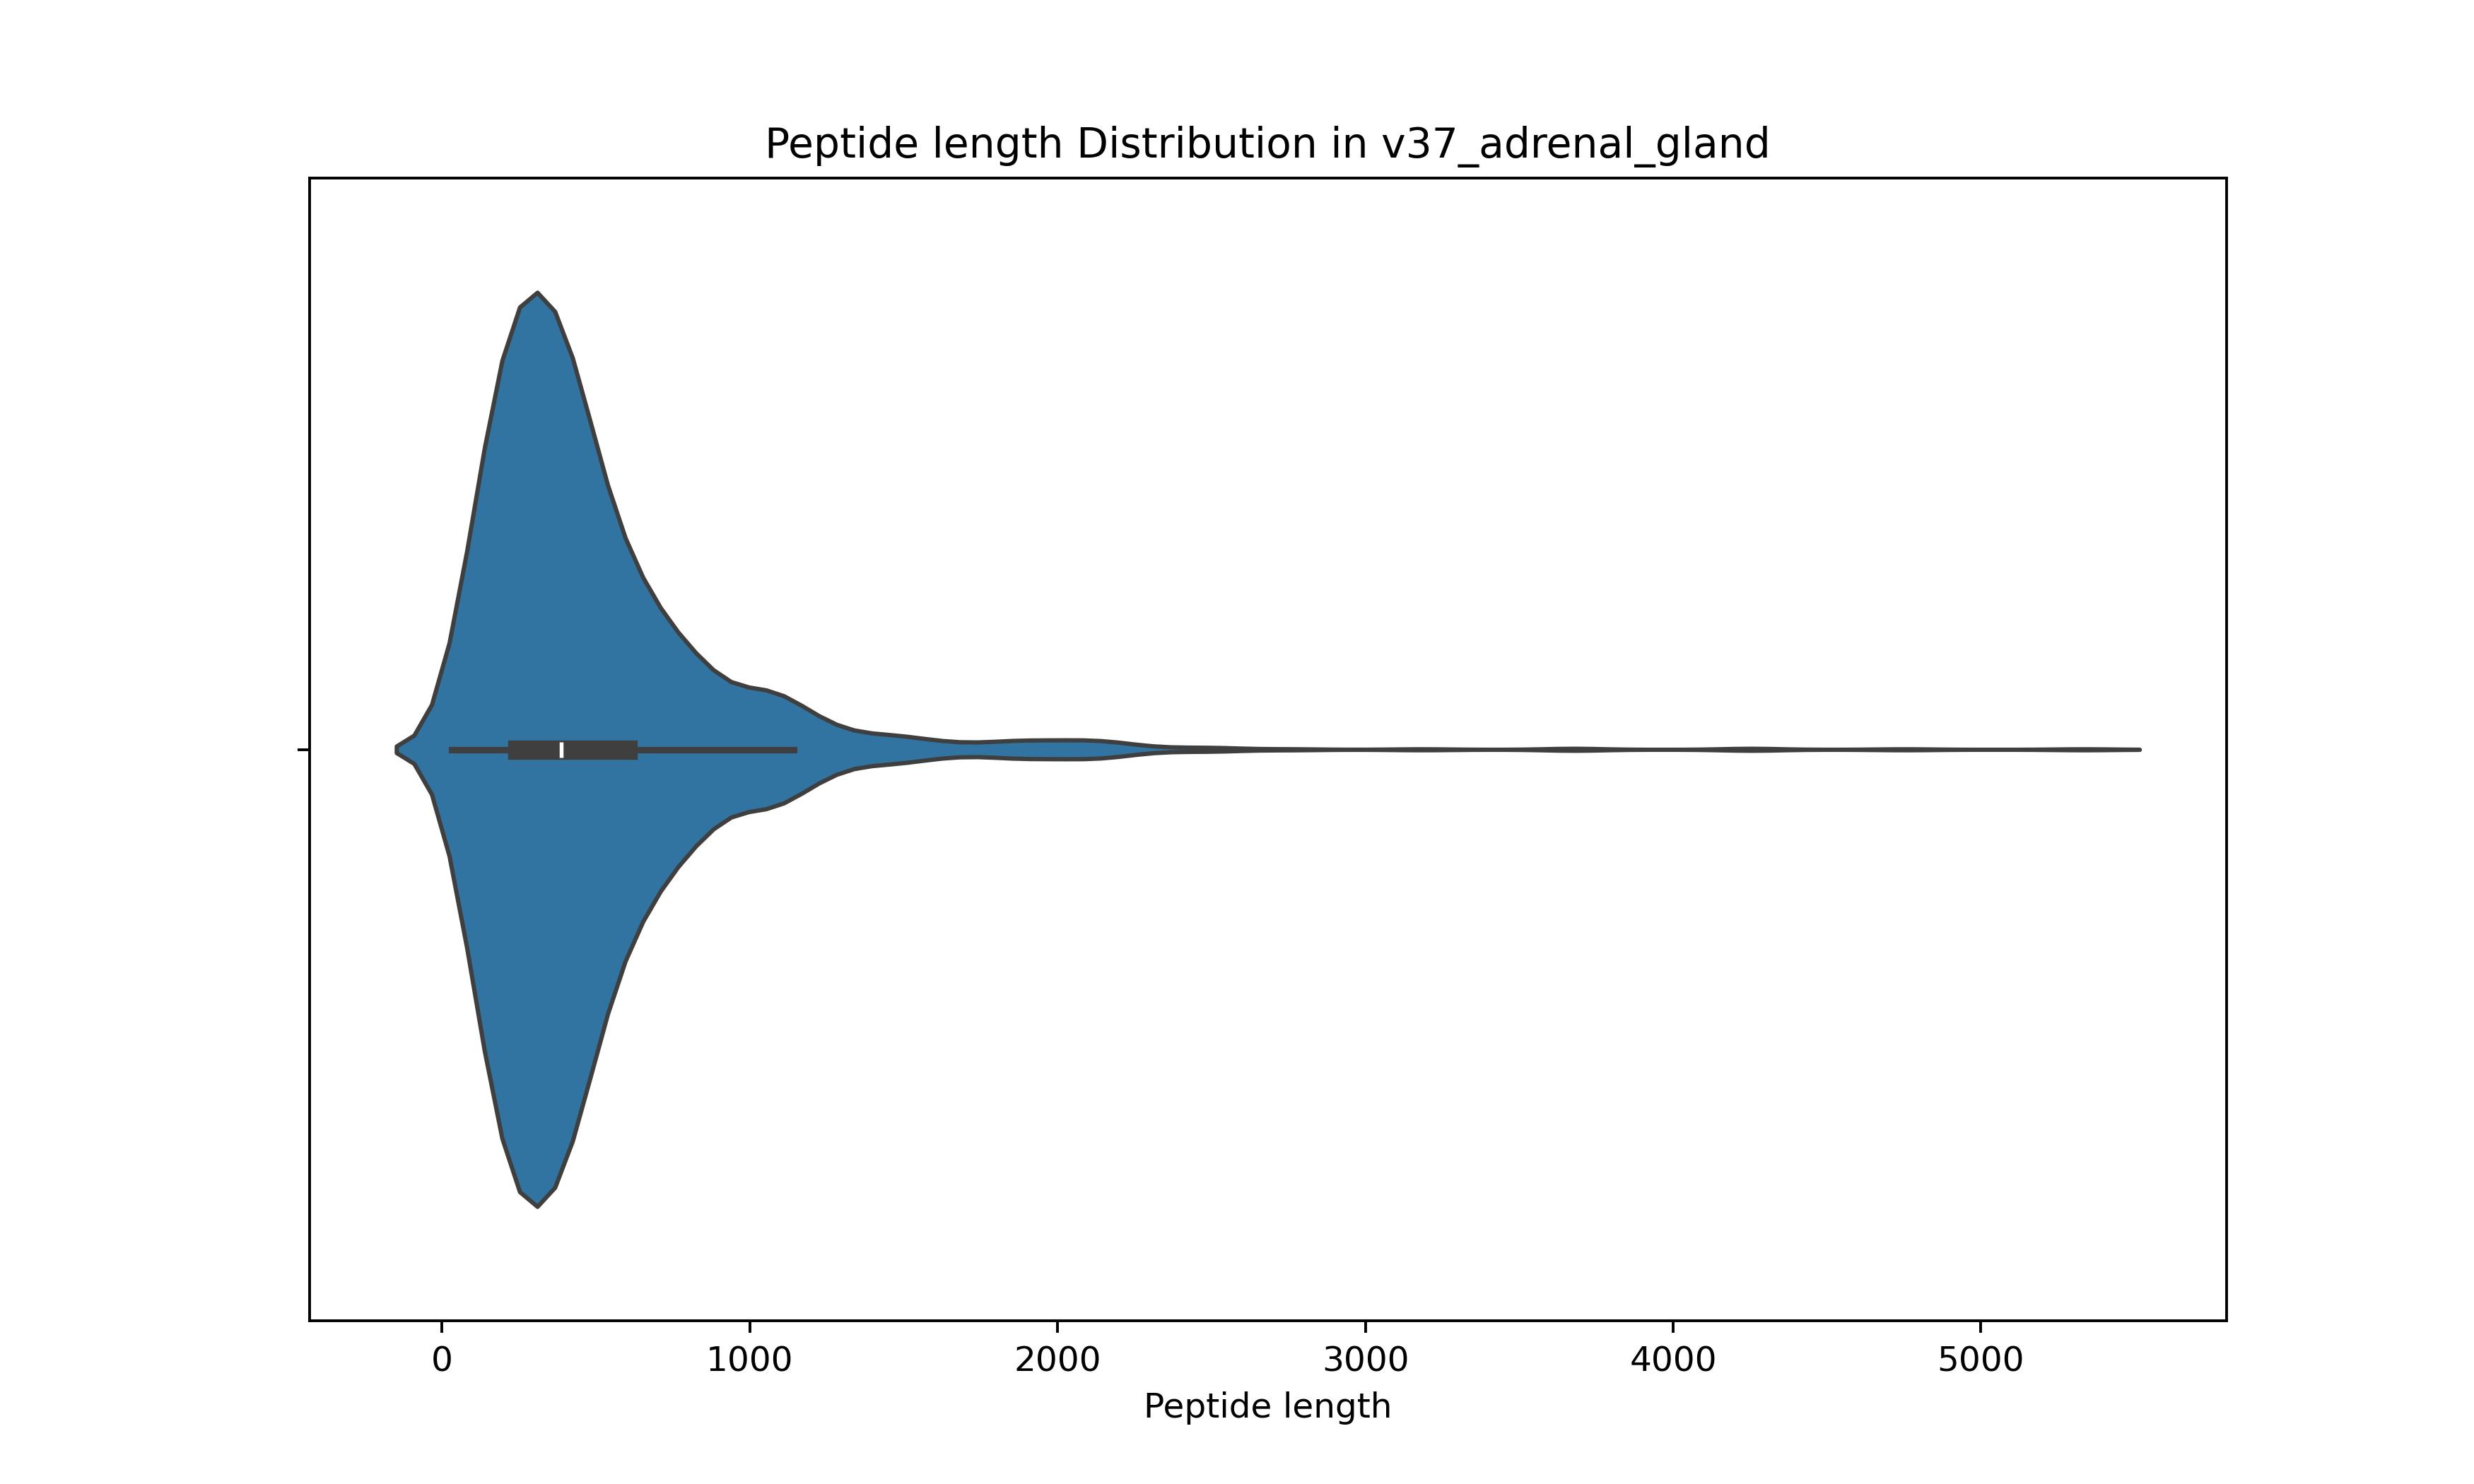 Peptide length Distribution in v37_adrenal_gland
0 1000 2000 3000 4000 5000
Peptide length